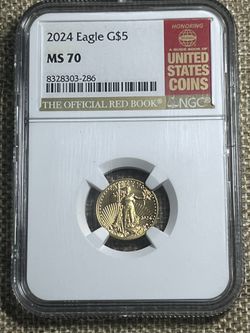 2024 Eagle G$5
MS 70
8328303-286
HONORING
A GUIDE BOOK OF
UNITED
STATES
COINS
THE OFFICIAL RED BOOK®
NGC®